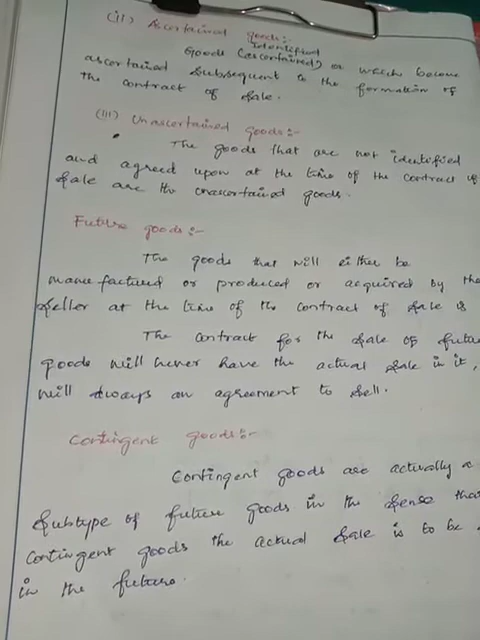 (ii) Ascertained goods:-
Identified
Goods (ascertained) or which become
ascertained subsequent to the formation of
the contract of sale.
(iii) Unascertained Goods:-
The goods that are not identified
and agreed upon at the time of the contract of
sale are the unascertained goods.
Future goods:-
The goods that will either be
manufactured or produced or acquired by the
seller at the time of the contract of sale is
The contract for the sale of future
goods will never have the actual sale in it,
will always an agreement to sell.
Contingent goods:-
Contingent goods are actually a
subtype of future goods in the sense that
contingent goods the actual sale is to be
in the future.